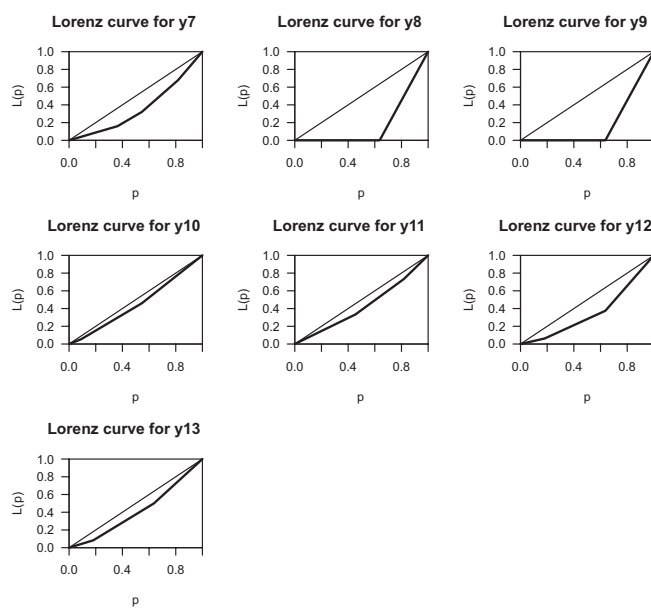 Lorenz curve for y7
Lorenz curve for y8
Lorenz curve for y9
L(p)
1.0
0.8
0.6
0.4
0.2
0.0
0.0 0.4 0.8
p
L(p)
1.0
0.8
0.6
0.4
0.2
0.0
0.0 0.4 0.8
p
L(p)
1.0
0.8
0.6
0.4
0.2
0.0
0.0 0.4 0.8
p
Lorenz curve for y10
Lorenz curve for y11
Lorenz curve for y12
L(p)
1.0
0.8
0.6
0.4
0.2
0.0
0.0 0.4 0.8
p
L(p)
1.0
0.8
0.6
0.4
0.2
0.0
0.0 0.4 0.8
p
L(p)
1.0
0.8
0.6
0.4
0.2
0.0
0.0 0.4 0.8
p
Lorenz curve for y13
L(p)
1.0
0.8
0.6
0.4
0.2
0.0
0.0 0.4 0.8
p